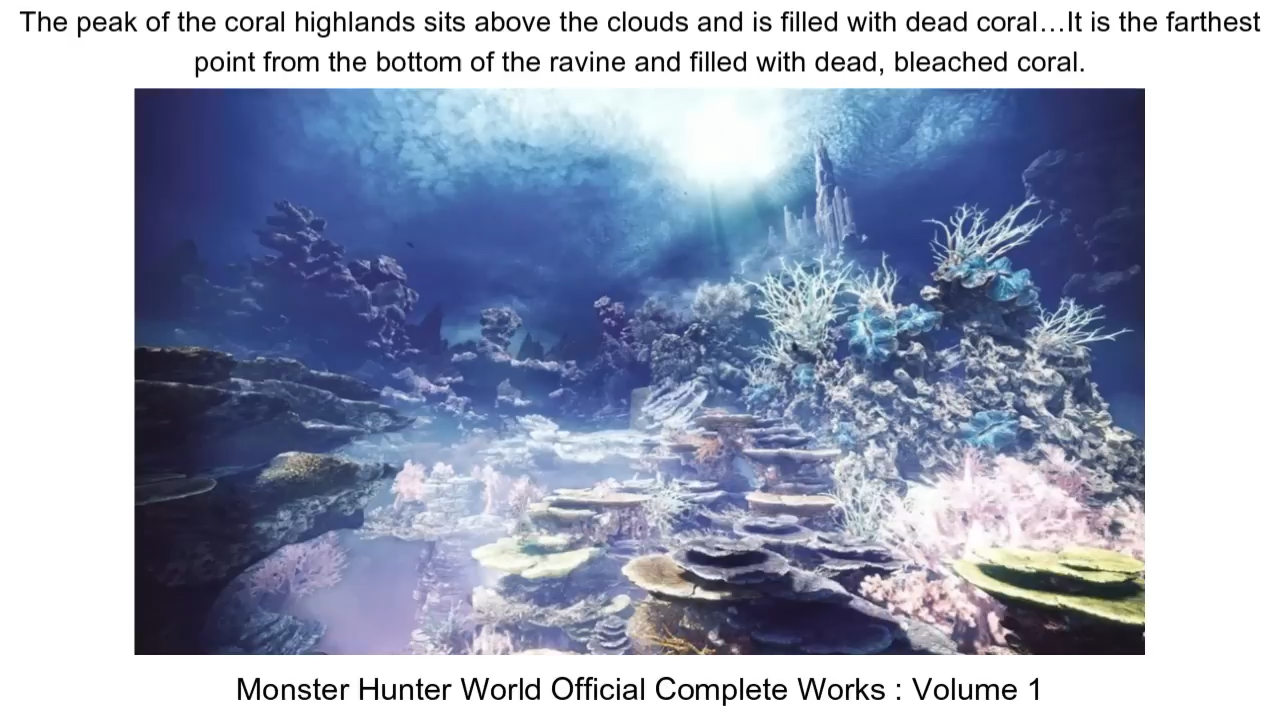 The peak of the coral highlands sits above the clouds and is filled with dead coral…It is the farthest
point from the bottom of the ravine and filled with dead, bleached coral.
Monster Hunter World Official Complete Works : Volume 1